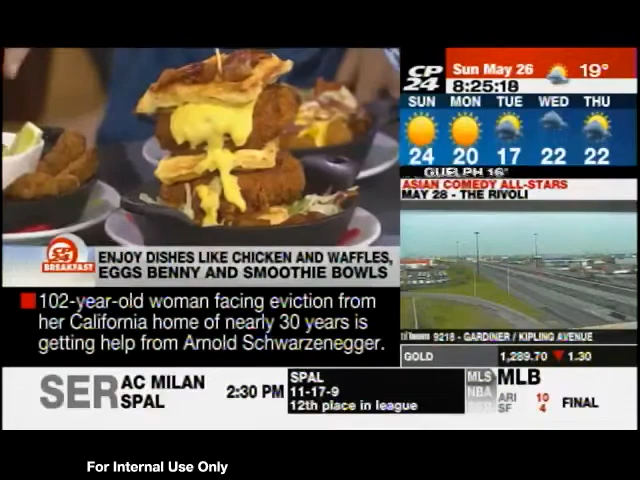 CP
24
Sun May 26
19°
8:25:18
SUN MON TUE WED THU
24 20 17 22 22
GUELPH 16°
ASIAN COMEDY ALL-STARS
MAY 28 - THE RIVOLI
BREAKFAST
ENJOY DISHES LIKE CHICKEN AND WAFFLES,
EGGS BENNY AND SMOOTHIE BOWLS
102-year-old woman facing eviction from
her California home of nearly 30 years is
getting help from Arnold Schwarzenegger.
9218 - GARDINER / KIPLING AVENUE
GOLD 1,289.70 ▼ 1.30
SER
AC MILAN
SPAL
2:30 PM
SPAL
11-17-9
12th place in league
MLS
NBA
MLB
ARI 10
SF 4
FINAL
For Internal Use Only